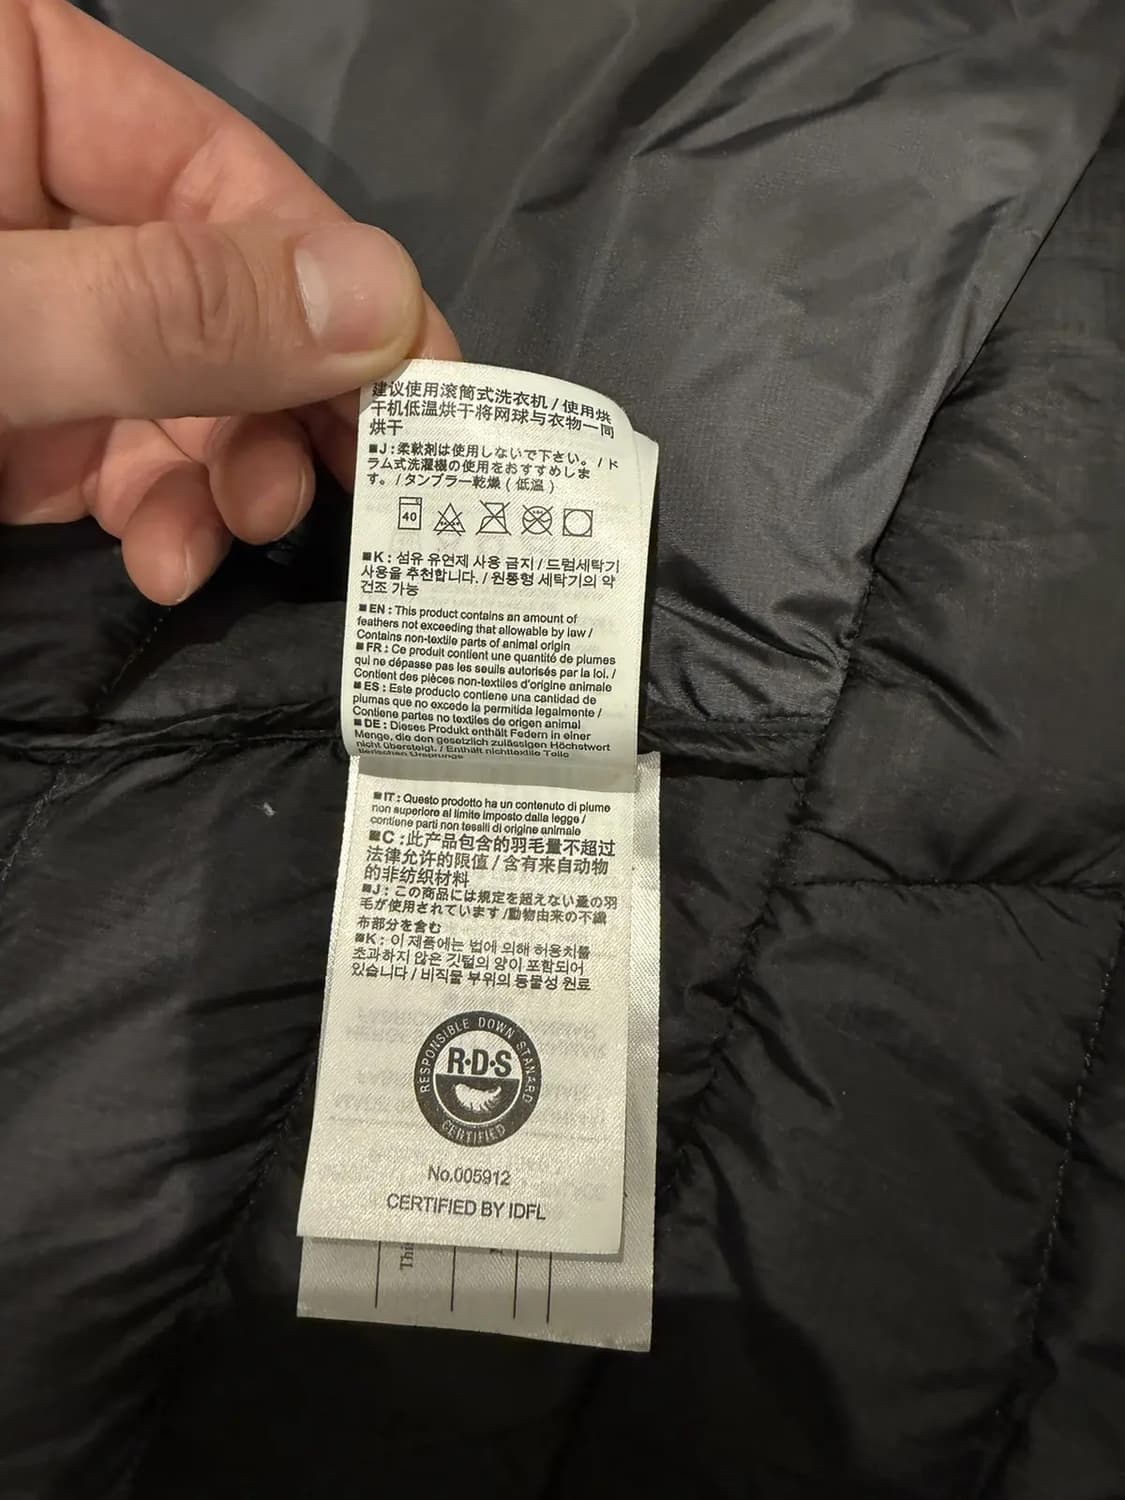 建议使用滚筒式洗衣机 / 使用烘
干机低温烘干将网球与衣物一同
烘干
■J : 柔軟剤は使用しないで下さい。 / ド
ラム式洗濯機の使用をおすすめしま
す。 / タンブラー乾燥 ( 低温 )
40
■K : 섬유 유연제 사용 금지 / 드럼세탁기
사용을 추천합니다. / 원통형 세탁기의 약
건조 가능
■EN : This product contains an amount of
feathers not exceeding that allowable by law /
Contains non-textile parts of animal origin
■FR : Ce produit contient une quantité de plumes
qui ne dépasse pas les seuils autorisés par la loi. /
Contient des pièces non-textiles d'origine animale
■ES : Este producto contiene una cantidad de
plumas que no excede la permitida legalmente /
Contiene partes no textiles de origen animal
■DE : Dieses Produkt enthält Federn in einer
Menge, die den gesetzlich zulässigen Höchstwert
nicht übersteigt. / Enthält nichttextile Teile
tierischen Ursprungs
■IT : Questo prodotto ha un contenuto di piume
non superiore al limite imposto dalla legge /
contiene parti non tessili di origine animale
■C :此产品包含的羽毛量不超过
法律允许的限值 / 含有来自动物
的非纺织材料
■J : この商品には規定を超えない量の羽
毛が使用されています /動物由来の不織
布部分を含む
■K : 이 제품에는 법에 의해 허용치를
초과하지 않은 깃털의 양이 포함되어
있습니다 / 비직물 부위의 동물성 원료
RESPONSIBLE DOWN STANARD
R·D·S
CERTIFIED
No.005912
CERTIFIED BY IDFL